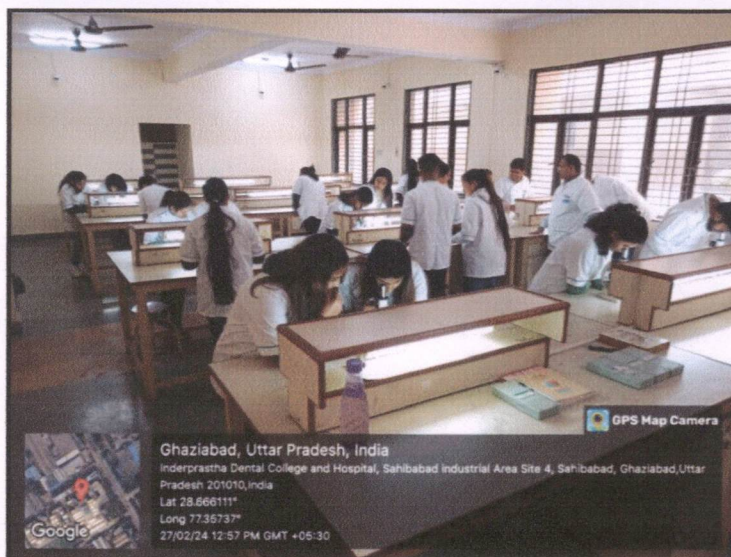 GPS Map Camera
Ghaziabad, Uttar Pradesh, India
Inderprastha Dental College and Hospital, Sahibabad industrial Area Site 4, Sahibabad, Ghaziabad,Uttar
Pradesh 201010,India
Lat 28.666111°
Long 77.35737°
27/02/24 12:57 PM GMT +05:30
Google